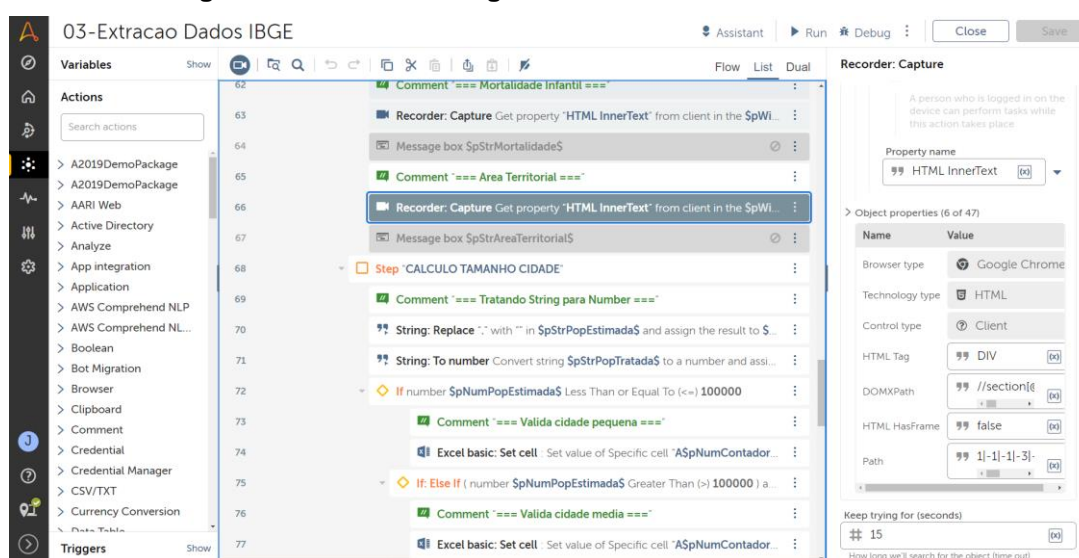 03-Extracao Dados IBGE
Assistant
Run
Debug
Close
Save
Variables
Show
Flow List Dual
Recorder: Capture
Actions
Search actions
A2019DemoPackage
A2019DemoPackage
AARI Web
Active Directory
Analyze
App integration
Application
AWS Comprehend NLP
AWS Comprehend NL...
Boolean
Bot Migration
Browser
Clipboard
Comment
Credential
Credential Manager
CSV/TXT
Currency Conversion
Data Table
Triggers
Show
62 Comment "=== Mortalidade Infantil ==="
63 Recorder: Capture Get property "HTML InnerText" from client in the $pWi...
64 Message box $pStrMortalidade$
65 Comment "=== Area Territorial ==="
66 Recorder: Capture Get property "HTML InnerText" from client in the $pWi...
67 Message box $pStrAreaTerritorial$
68 Step "CALCULO TAMANHO CIDADE"
69 Comment "=== Tratando String para Number ==="
70 String: Replace "." with "" in $pStrPopEstimada$ and assign the result to $...
71 String: To number Convert string $pStrPopTratada$ to a number and assi...
72 If number $pNumPopEstimada$ Less Than or Equal To (<=) 100000
73 Comment "=== Valida cidade pequena ==="
74 Excel basic: Set cell : Set value of Specific cell "A$pNumContador...
75 If: Else If ( number $pNumPopEstimada$ Greater Than (>) 100000 ) a...
76 Comment "=== Valida cidade media ==="
77 Excel basic: Set cell : Set value of Specific cell "A$pNumContador...
A person who is logged in on the
device can perform tasks while
this action takes place
Property name
HTML InnerText (x)
Object properties (6 of 47)
Name Value
Browser type Google Chrome
Technology type HTML
Control type Client
HTML Tag DIV (x)
DOMXPath //section[@ (x)
HTML HasFrame false (x)
Path 1|-1|-1|-3|- (x)
Keep trying for (seconds)
# 15 (x)
How long we'll search for the object (time out)
J